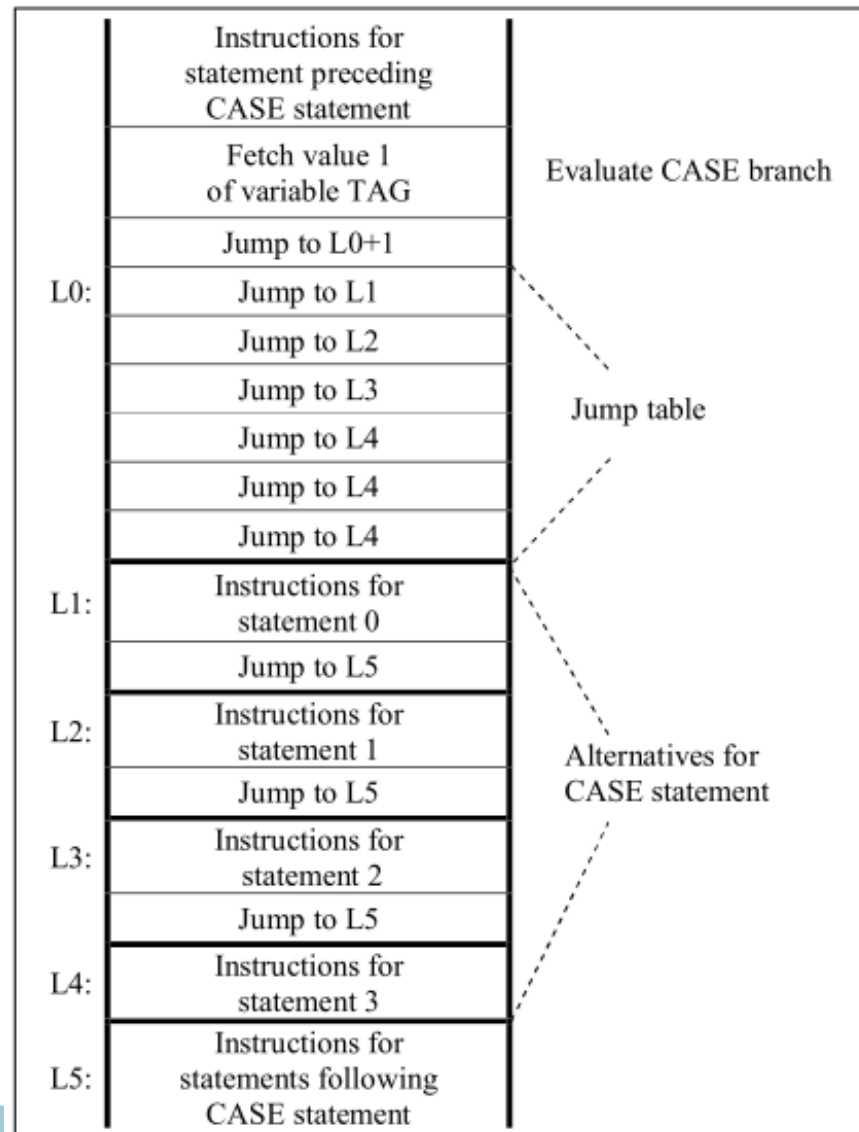 Instructions for
statement preceding
CASE statement
Fetch value 1
of variable TAG
Evaluate CASE branch
Jump to L0+1
L0:
Jump to L1
Jump to L2
Jump to L3
Jump to L4
Jump to L4
Jump to L4
Jump table
L1:
Instructions for
statement 0
Jump to L5
L2:
Instructions for
statement 1
Jump to L5
Alternatives for
CASE statement
L3:
Instructions for
statement 2
Jump to L5
L4:
Instructions for
statement 3
L5:
Instructions for
statements following
CASE statement